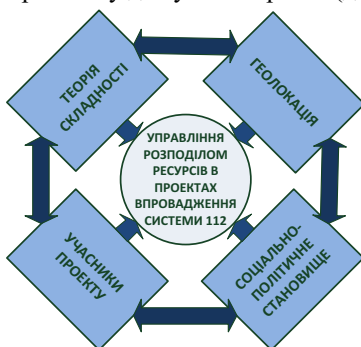 ТЕОРІЯ
СКЛАДНОСТІ
ГЕОЛОКАЦІЯ
УПРАВЛІННЯ
РОЗПОДІЛОМ
РЕСУРСІВ В
ПРОЕКТАХ
ВПРОВАДЖЕННЯ
СИСТЕМИ 112
УЧАСНИКИ
ПРОЕКТУ
СОЦІАЛЬНО-
ПОЛІТИЧНЕ
СТАНОВИЩЕ